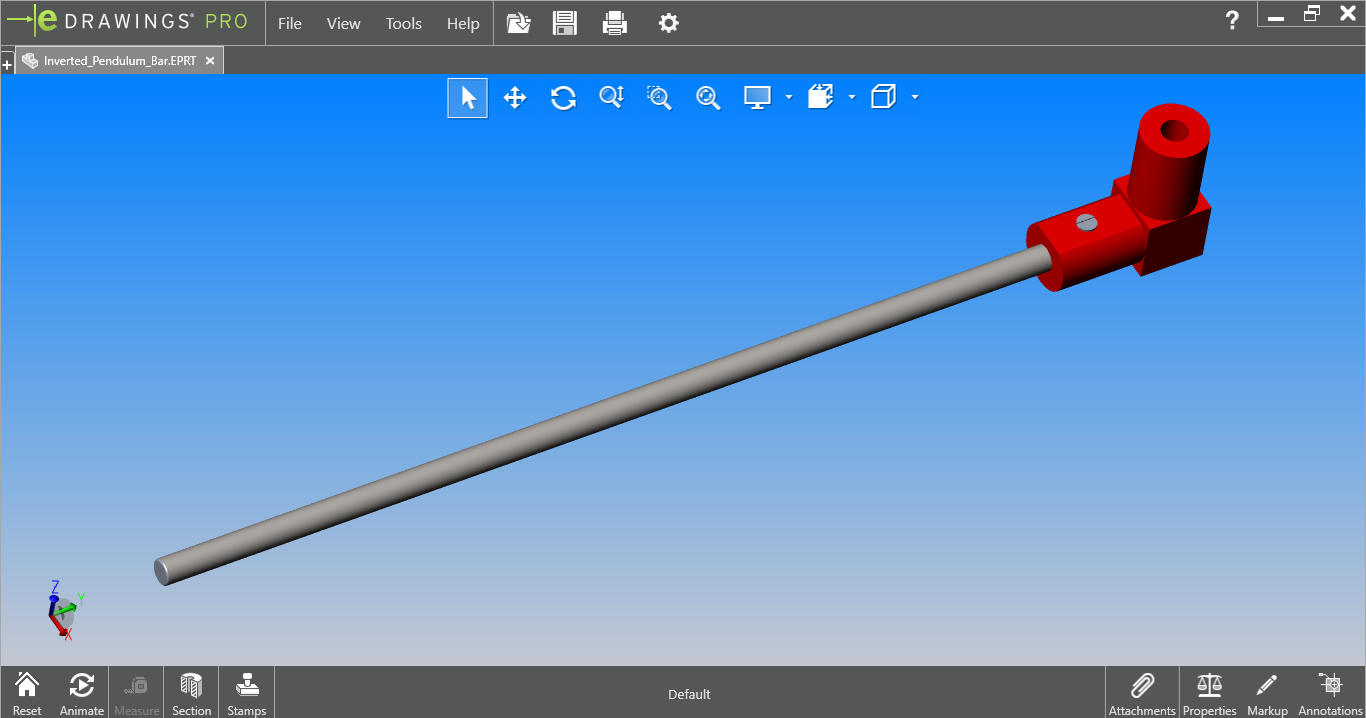 eDRAWINGS® PRO
File View Tools Help
?
+ Inverted_Pendulum_Bar.EPRT ×
Z
Y
X
Default
Reset Animate Measure Section Stamps
Attachments Properties Markup Annotations